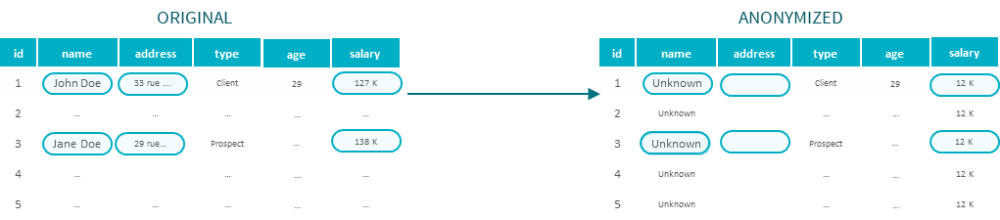 ORIGINAL ANONYMIZED
id name address type age salary id name address type age salary
1 John Doe 33 rue ... Client 29 127 K 1 Unknown Client 29 12 K
2 ... ... ... ... ... 2 Unknown ... ... 12 K
3 Jane Doe 29 rue... Prospect ... 138 K 3 Unknown Prospect ... 12 K
4 ... ... ... ... ... 4 Unknown ... ... 12 K
5 ... ... ... ... ... 5 Unknown ... ... 12 K